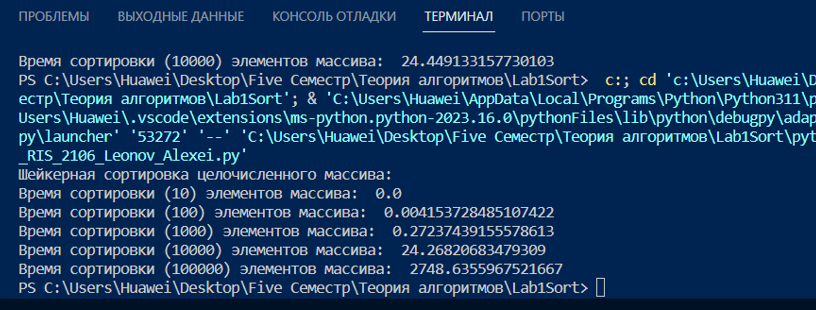 ПРОБЛЕМЫ ВЫХОДНЫЕ ДАННЫЕ КОНСОЛЬ ОТЛАДКИ ТЕРМИНАЛ ПОРТЫ
Время сортировки (10000) элементов массива:  24.449133157730103
PS C:\Users\Huawei\Desktop\Five Семестр\Теория алгоритмов\Lab1Sort>  c:; cd 'c:\Users\Huawei\D
естр\Теория алгоритмов\Lab1Sort'; & 'C:\Users\Huawei\AppData\Local\Programs\Python\Python311\p
Users\Huawei\.vscode\extensions\ms-python.python-2023.16.0\pythonFiles\lib\python\debugpy\adap
py\launcher' '53272' '--' 'C:\Users\Huawei\Desktop\Five Семестр\Теория алгоритмов\Lab1Sort\pyt
_RIS_2106_Leonov_Alexei.py'
Шейкерная сортировка целочисленного массива:
Время сортировки (10) элементов массива:  0.0
Время сортировки (100) элементов массива:  0.004153728485107422
Время сортировки (1000) элементов массива:  0.27237439155578613
Время сортировки (10000) элементов массива:  24.26820683479309
Время сортировки (100000) элементов массива:  2748.6355967521667
PS C:\Users\Huawei\Desktop\Five Семестр\Теория алгоритмов\Lab1Sort>